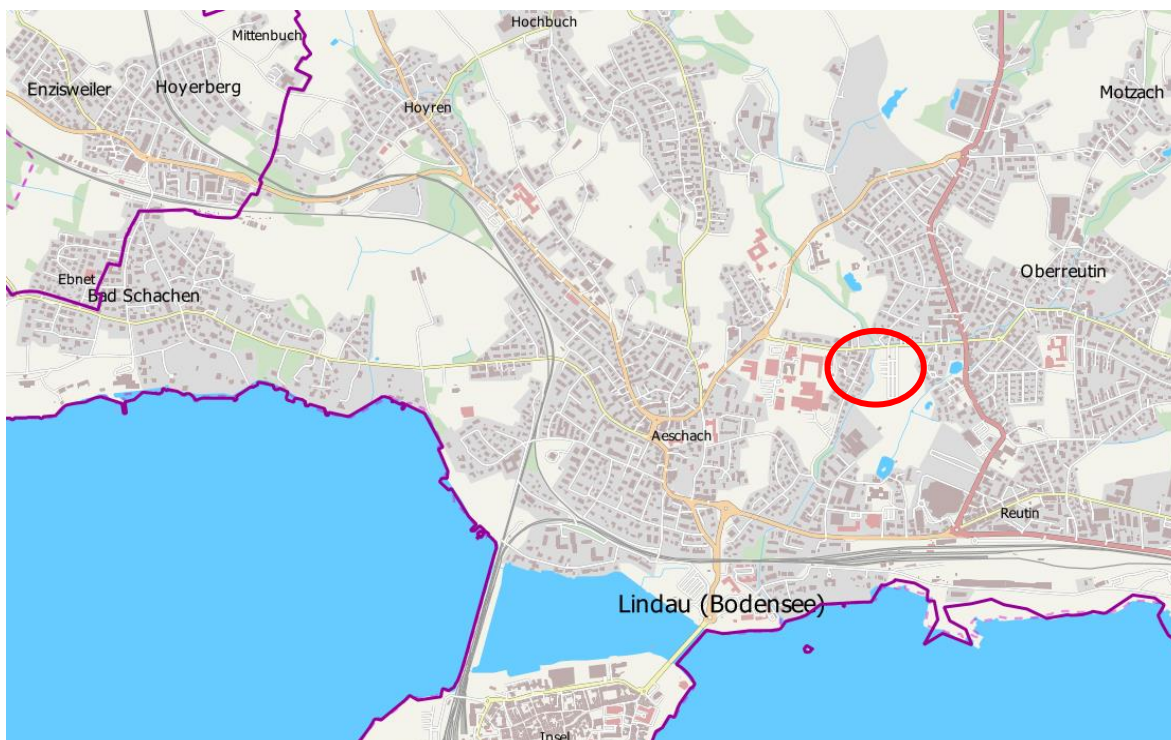 Hochbuch
Mittenbuch
Enzisweiler
Hoyerberg
Motzach
Hoyren
Oberreutin
Ebnet
Bad Schachen
Aeschach
Reutin
Lindau (Bodensee)
Insel